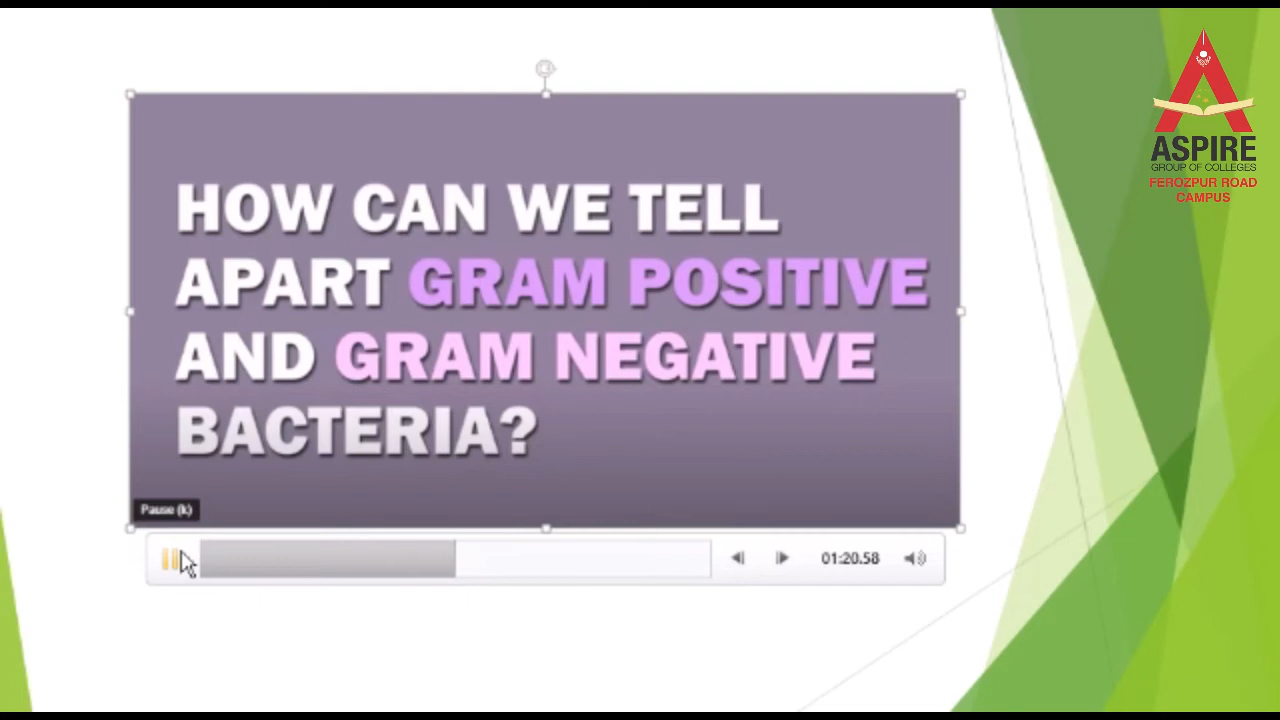 HOW CAN WE TELL
APART GRAM POSITIVE
AND GRAM NEGATIVE
BACTERIA?
Pause (k)
01:20.58
ASPIRE
GROUP OF COLLEGES
FEROZPUR ROAD
CAMPUS